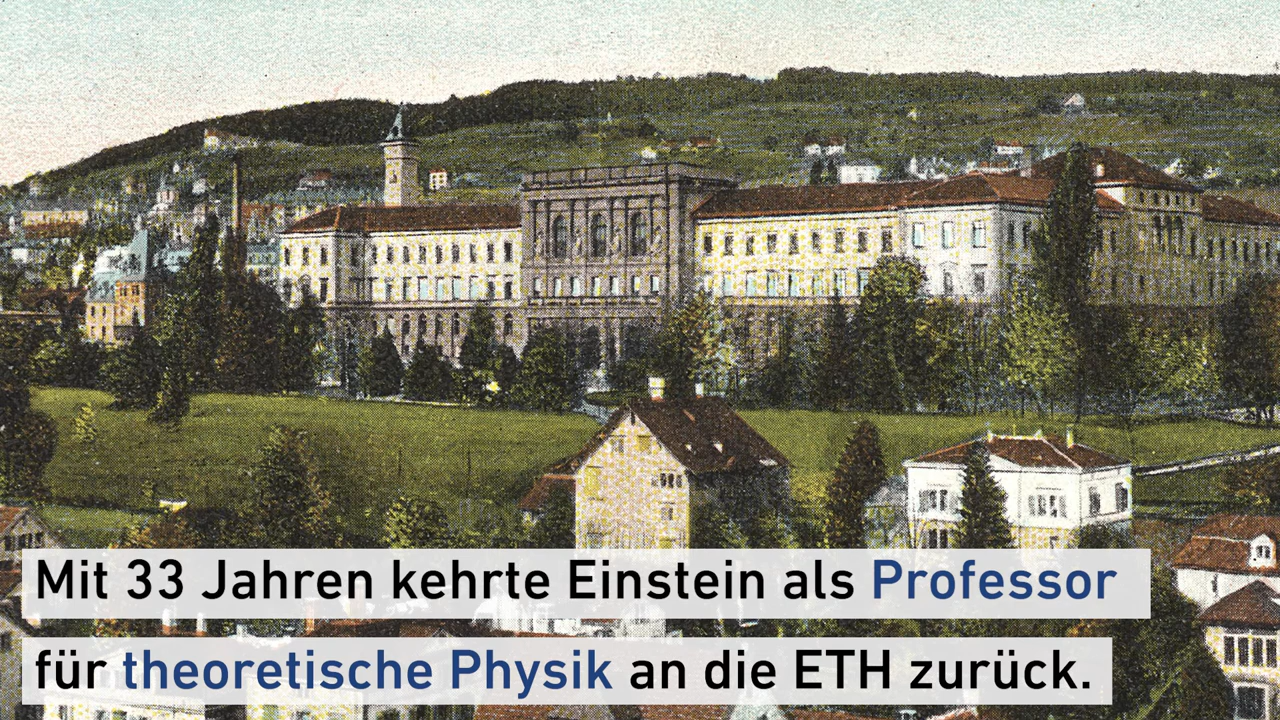 Mit 33 Jahren kehrte Einstein als Professor
für theoretische Physik an die ETH zurück.